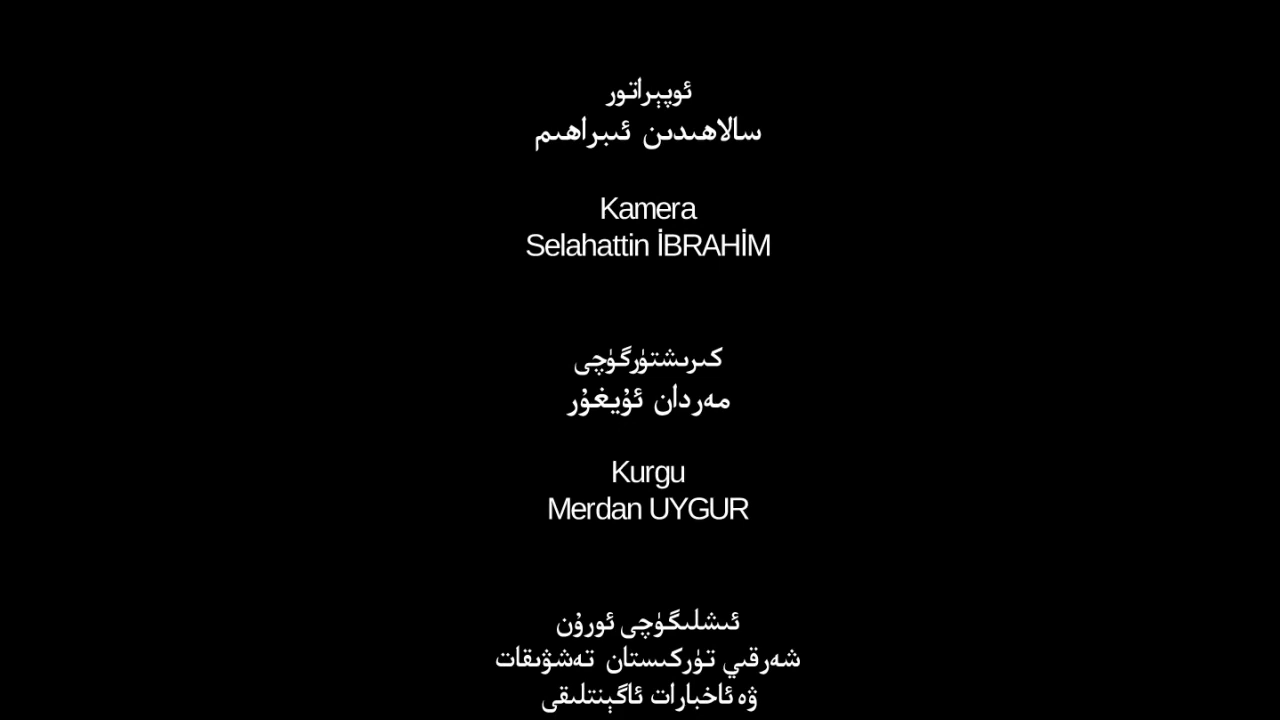 ئوپېراتور
سالاھىدىن ئىبراھىم
Kamera
Selahattin İBRAHİM
كىرىشتۈرگۈچى
مەردان ئۇيغۇر
Kurgu
Merdan UYGUR
ئىشلىگۈچى ئورۇن
شەرقىي تۈركىستان تەشۋىقات
ۋە ئاخبارات ئاگېنتلىقى